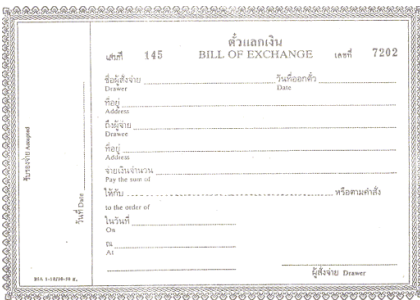 ตั๋วแลกเงิน
เล่มที่ 145 BILL OF EXCHANGE เลขที่ 7202
ชื่อผู้สั่งจ่าย วันที่ออกตั๋ว
Drawer Date
ที่อยู่
Address
ถึงผู้จ่าย
Drawee
ที่อยู่
Address
จ่ายเงินจำนวน
Pay the sum of
ให้กับ หรือตามคำสั่ง
to the order of
ในวันที่
On
ณ
At
ผู้สั่งจ่าย Drawer
รับรองจ่าย Accepted
วันที่ Date